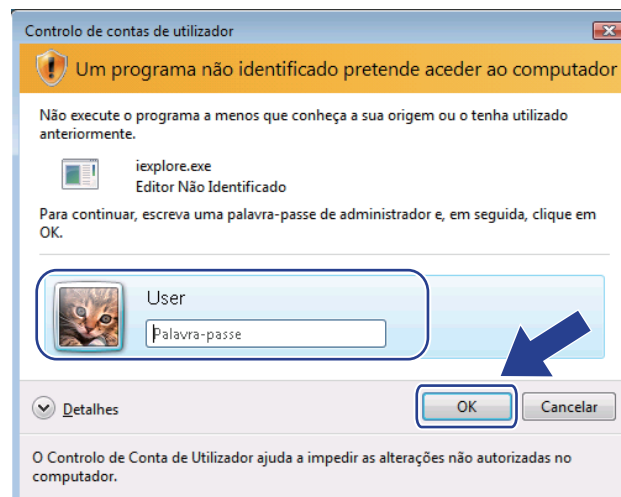 Controlo de contas de utilizador
Um programa não identificado pretende aceder ao computador
Não execute o programa a menos que conheça a sua origem ou o tenha utilizado
anteriormente.
iexplore.exe
Editor Não Identificado
Para continuar, escreva uma palavra-passe de administrador e, em seguida, clique em
OK.
User
Palavra-passe
Detalhes
OK
Cancelar
O Controlo de Conta de Utilizador ajuda a impedir as alterações não autorizadas no
computador.